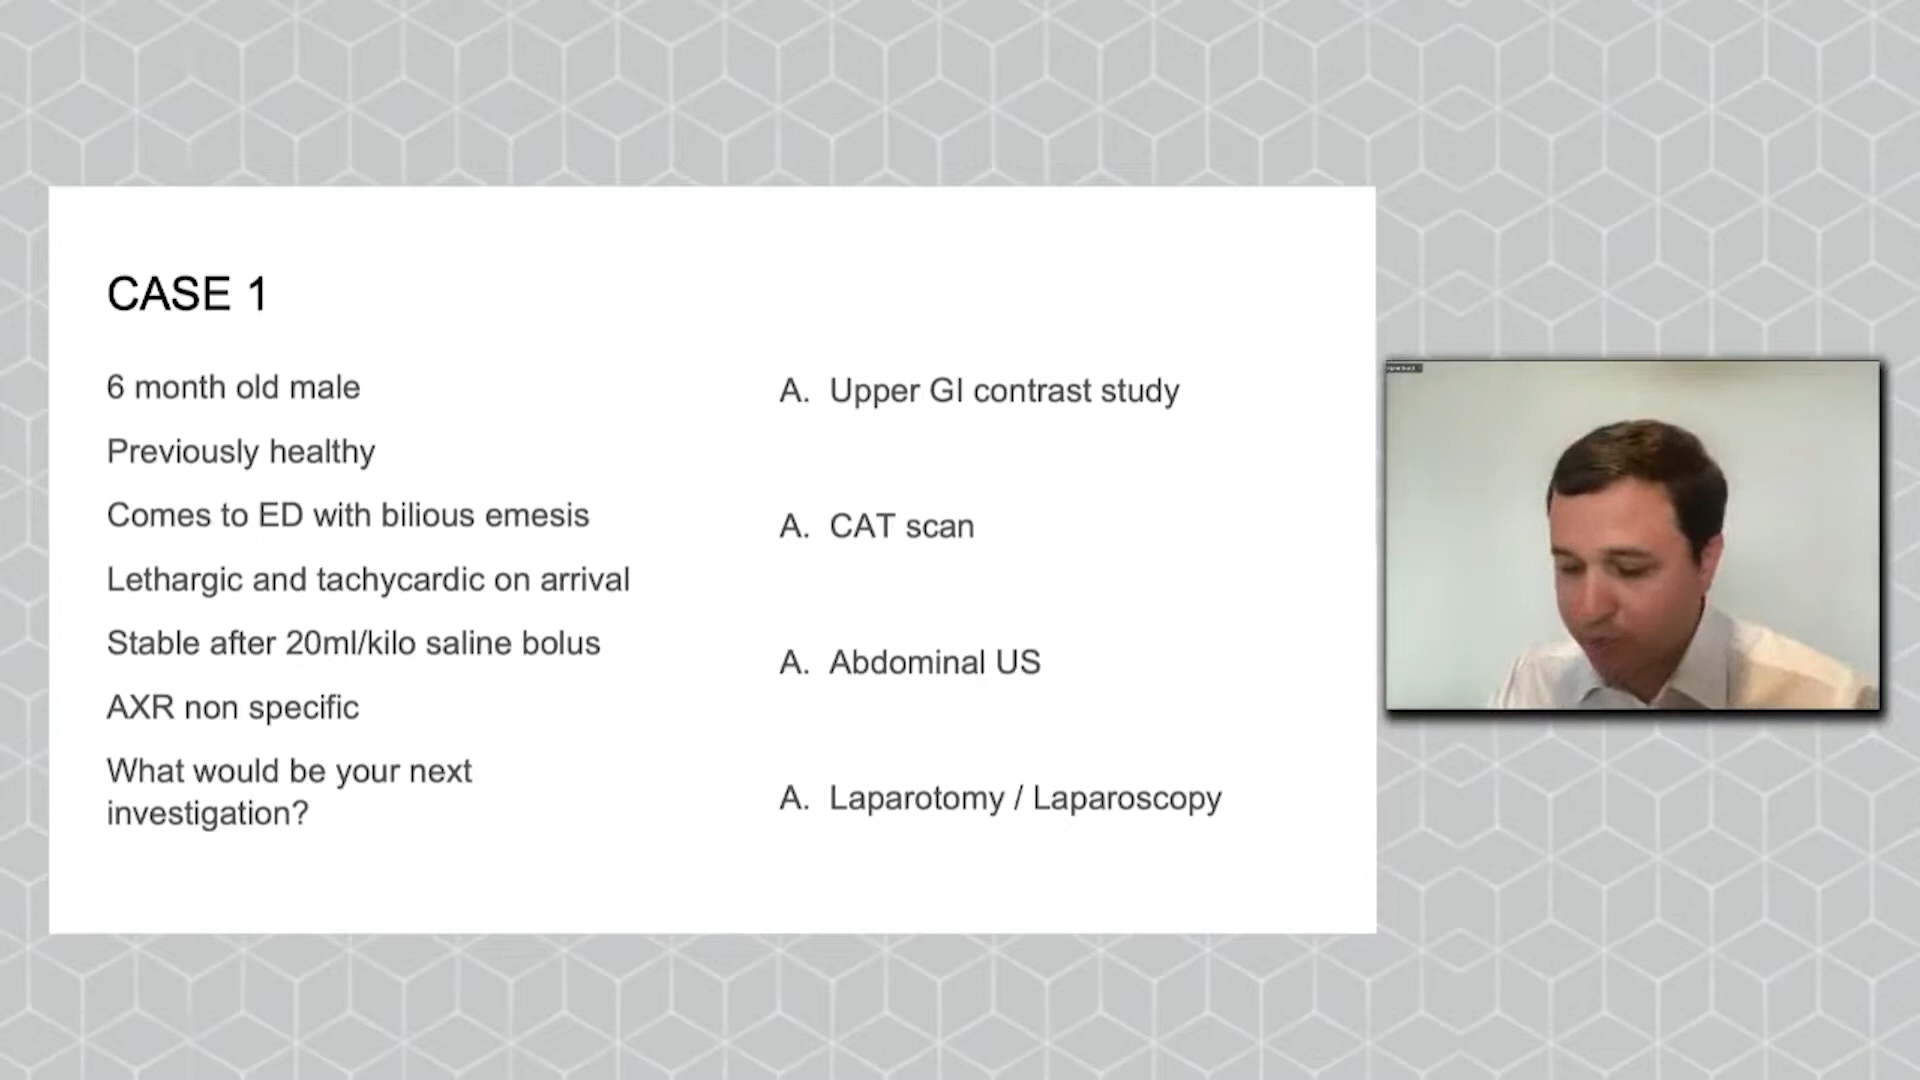 CASE 1
6 month old male
Previously healthy
Comes to ED with bilious emesis
Lethargic and tachycardic on arrival
Stable after 20ml/kilo saline bolus
AXR non specific
What would be your next
investigation?
A. Upper GI contrast study
A. CAT scan
A. Abdominal US
A. Laparotomy / Laparoscopy